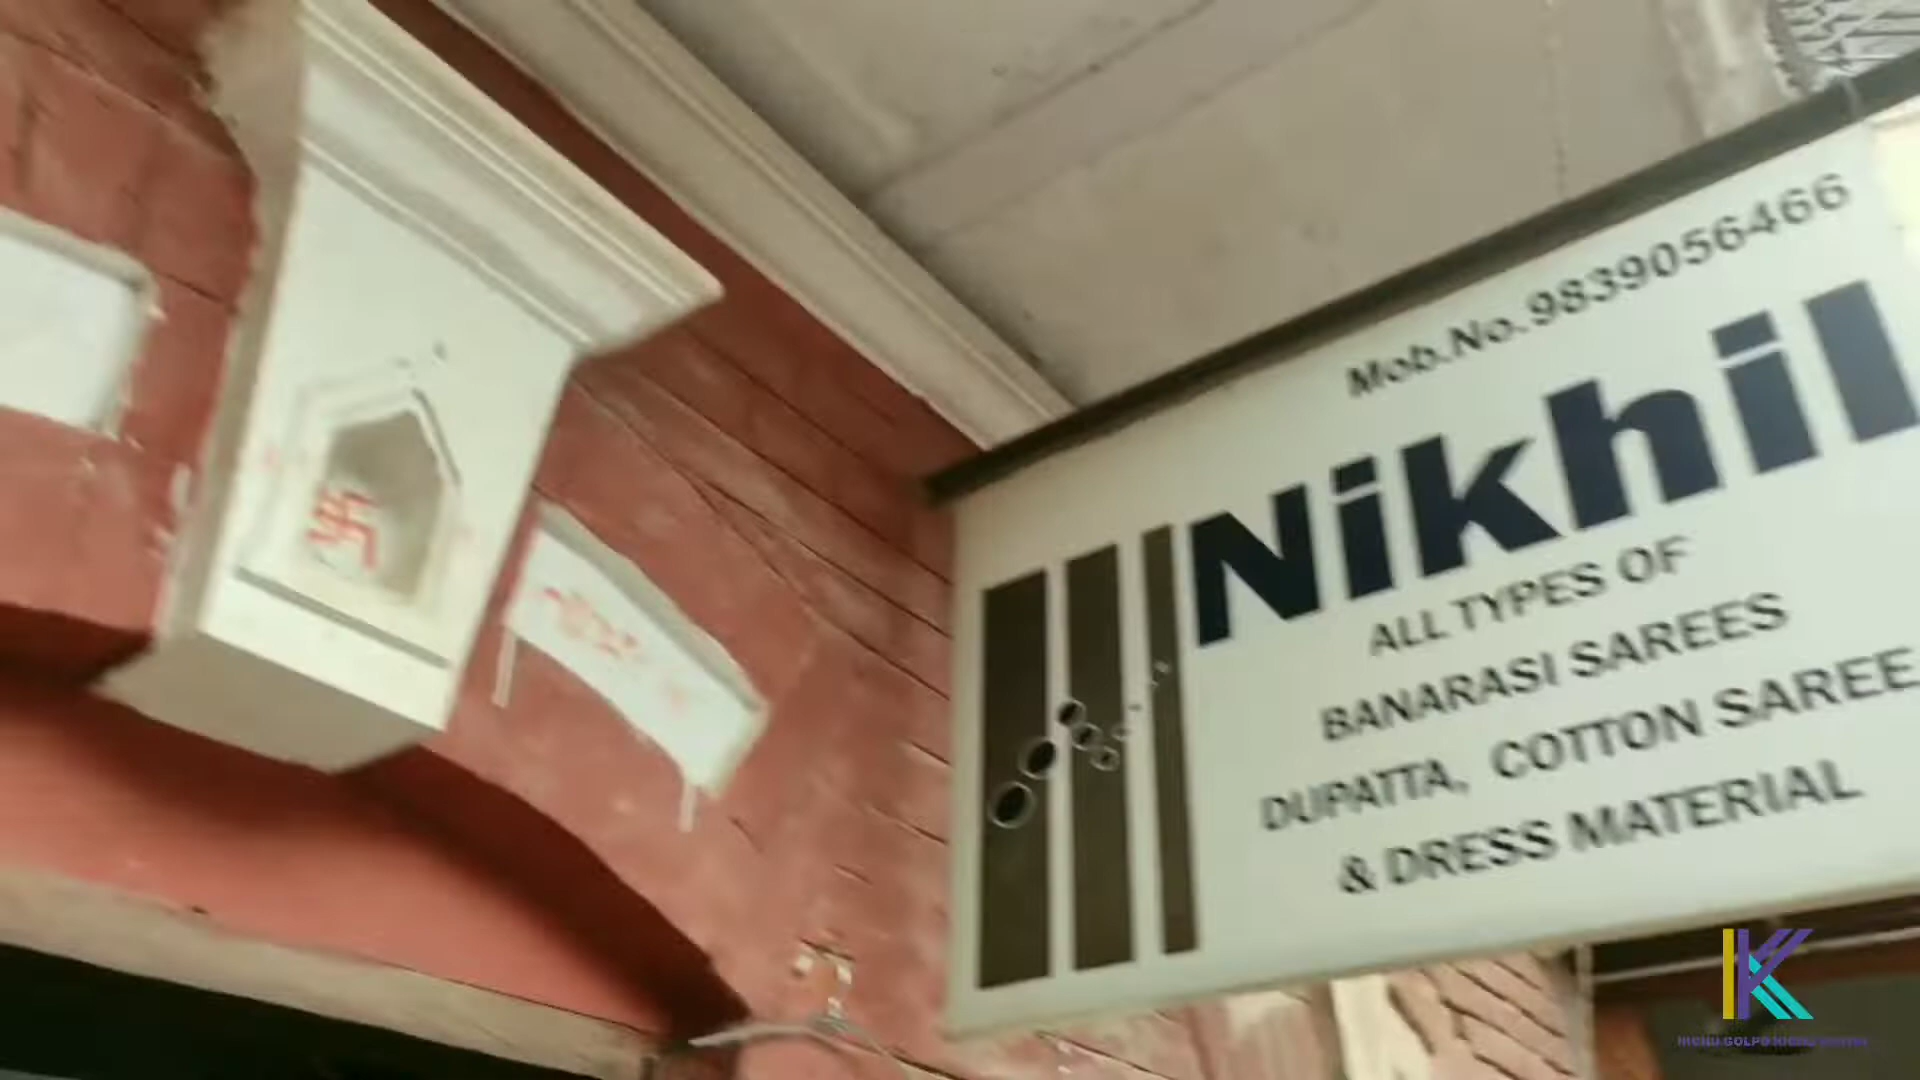 Mob.No.9839056466
Nikhil
ALL TYPES OF
BANARASI SAREES
DUPATTA, COTTON SAREE
& DRESS MATERIAL